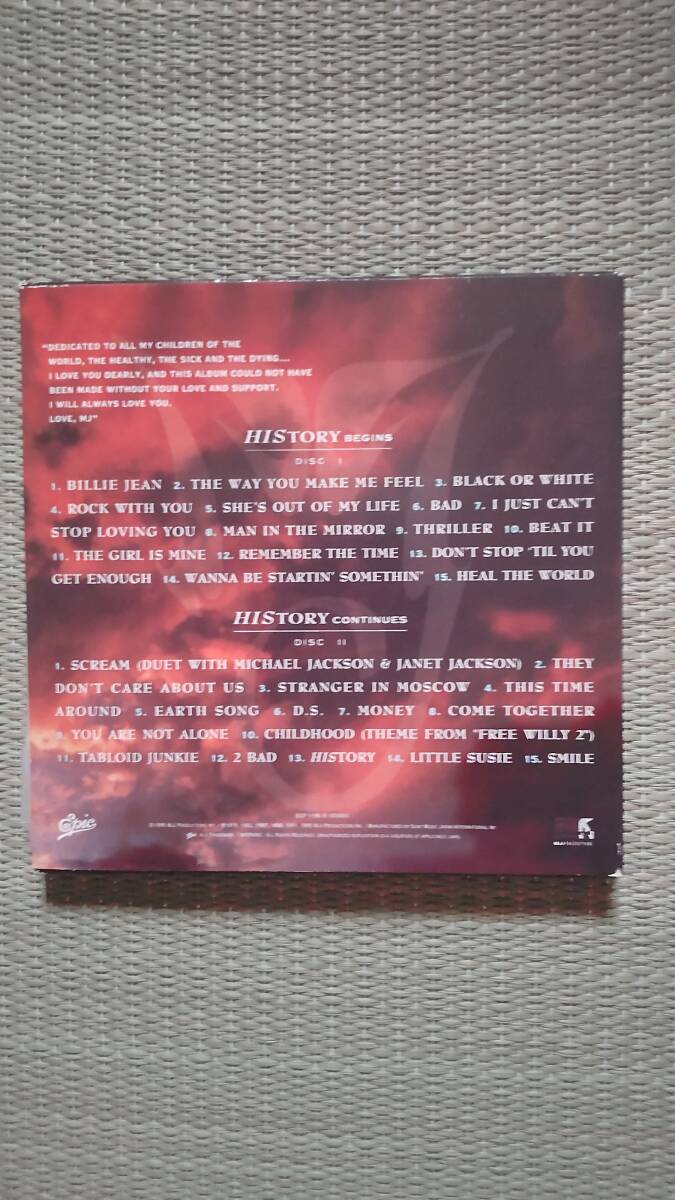 "DEDICATED TO ALL MY CHILDREN OF THE
WORLD, THE HEALTHY, THE SICK AND THE DYING...
I LOVE YOU DEARLY, AND THIS ALBUM COULD NOT HAVE
BEEN MADE WITHOUT YOUR LOVE AND SUPPORT.
I WILL ALWAYS LOVE YOU.
LOVE, MJ"
HISTORY BEGINS
DISC I
1. BILLIE JEAN 2. THE WAY YOU MAKE ME FEEL 3. BLACK OR WHITE
4. ROCK WITH YOU 5. SHE'S OUT OF MY LIFE 6. BAD 7. I JUST CAN'T
STOP LOVING YOU 8. MAN IN THE MIRROR 9. THRILLER 10. BEAT IT
11. THE GIRL IS MINE 12. REMEMBER THE TIME 13. DON'T STOP 'TIL YOU
GET ENOUGH 14. WANNA BE STARTIN' SOMETHIN' 15. HEAL THE WORLD
HISTORY CONTINUES
DISC II
1. SCREAM (DUET WITH MICHAEL JACKSON & JANET JACKSON) 2. THEY
DON'T CARE ABOUT US 3. STRANGER IN MOSCOW 4. THIS TIME
AROUND 5. EARTH SONG 6. D.S. 7. MONEY 8. COME TOGETHER
9. YOU ARE NOT ALONE 10. CHILDHOOD (THEME FROM "FREE WILLY 2")
11. TABLOID JUNKIE 12. 2 BAD 13. HISTORY 14. LITTLE SUSIE 15. SMILE
Epic